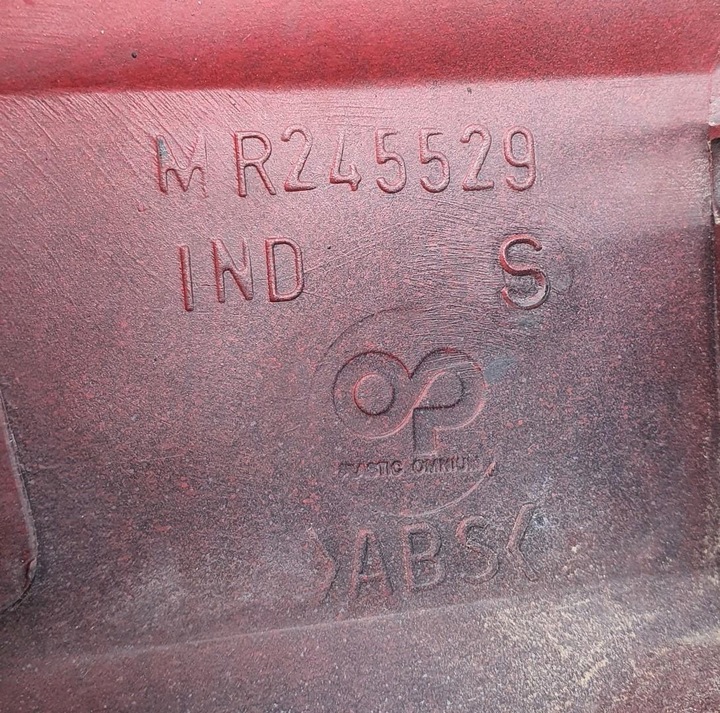 MR245529
IND S
OP
PLASTIC OMNIUM
>ABS<